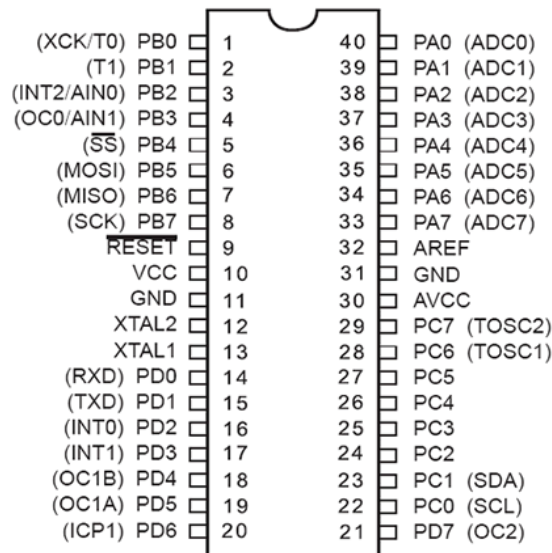 (XCK/T0) PB0 1 40 PA0 (ADC0)
(T1) PB1 2 39 PA1 (ADC1)
(INT2/AIN0) PB2 3 38 PA2 (ADC2)
(OC0/AIN1) PB3 4 37 PA3 (ADC3)
(SS) PB4 5 36 PA4 (ADC4)
(MOSI) PB5 6 35 PA5 (ADC5)
(MISO) PB6 7 34 PA6 (ADC6)
(SCK) PB7 8 33 PA7 (ADC7)
RESET 9 32 AREF
VCC 10 31 GND
GND 11 30 AVCC
XTAL2 12 29 PC7 (TOSC2)
XTAL1 13 28 PC6 (TOSC1)
(RXD) PD0 14 27 PC5
(TXD) PD1 15 26 PC4
(INT0) PD2 16 25 PC3
(INT1) PD3 17 24 PC2
(OC1B) PD4 18 23 PC1 (SDA)
(OC1A) PD5 19 22 PC0 (SCL)
(ICP1) PD6 20 21 PD7 (OC2)